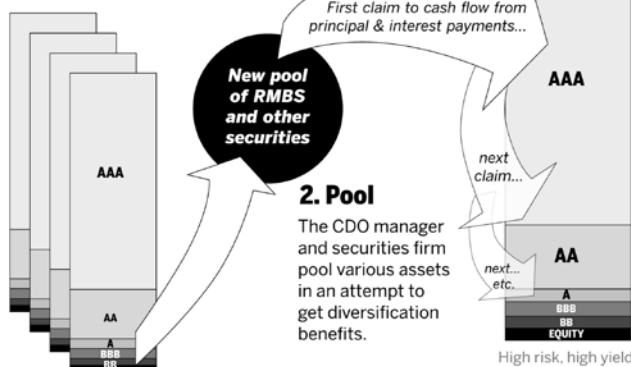 First claim to cash flow from
principal & interest payments...
AAA
New pool
of RMBS
and other
securities
AAA
next
claim...
2. Pool
The CDO manager
and securities firm
pool various assets
in an attempt to
get diversification
benefits.
AA
next...
etc.
A
BBB
BB
EQUITY
AA
A
BBB
BB
High risk, high yield